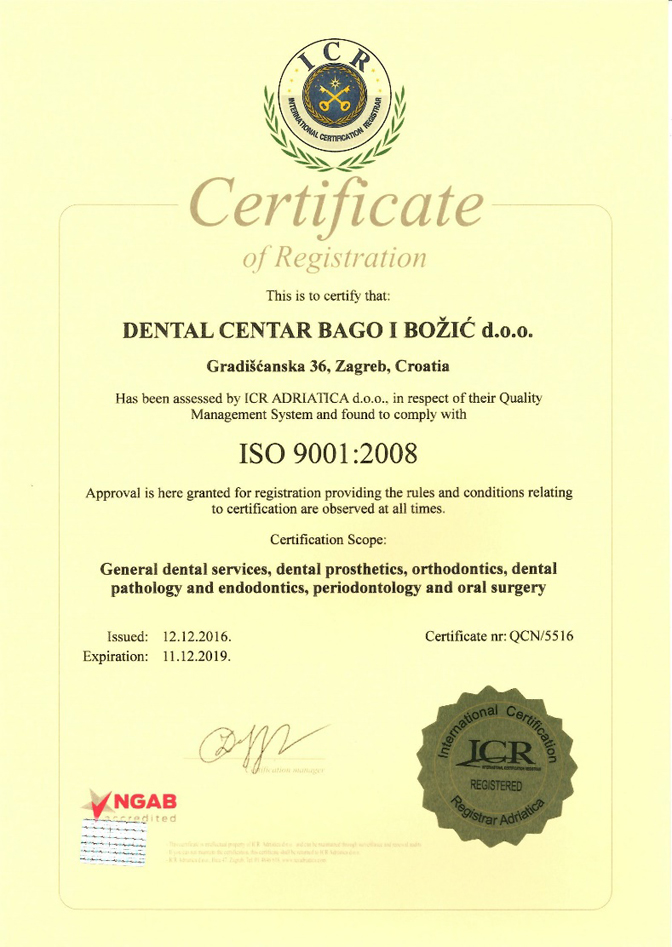 ICR
INTERNATIONAL CERTIFICATION REGISTRAR
Certificate
of Registration
This is to certify that:
DENTAL CENTAR BAGO I BOŽIĆ d.o.o.
Gradišćanska 36, Zagreb, Croatia
Has been assessed by ICR ADRIATICA d.o.o., in respect of their Quality
Management System and found to comply with
ISO 9001:2008
Approval is here granted for registration providing the rules and conditions relating
to certification are observed at all times.
Certification Scope:
General dental services, dental prosthetics, orthodontics, dental
pathology and endodontics, periodontology and oral surgery
Issued: 12.12.2016.
Certificate nr: QCN/5516
Expiration: 11.12.2019.
Certification manager
International Certification
ICR
INTERNATIONAL CERTIFICATION REGISTRAR
REGISTERED
Registrar Adriatica
NGAB
accredited